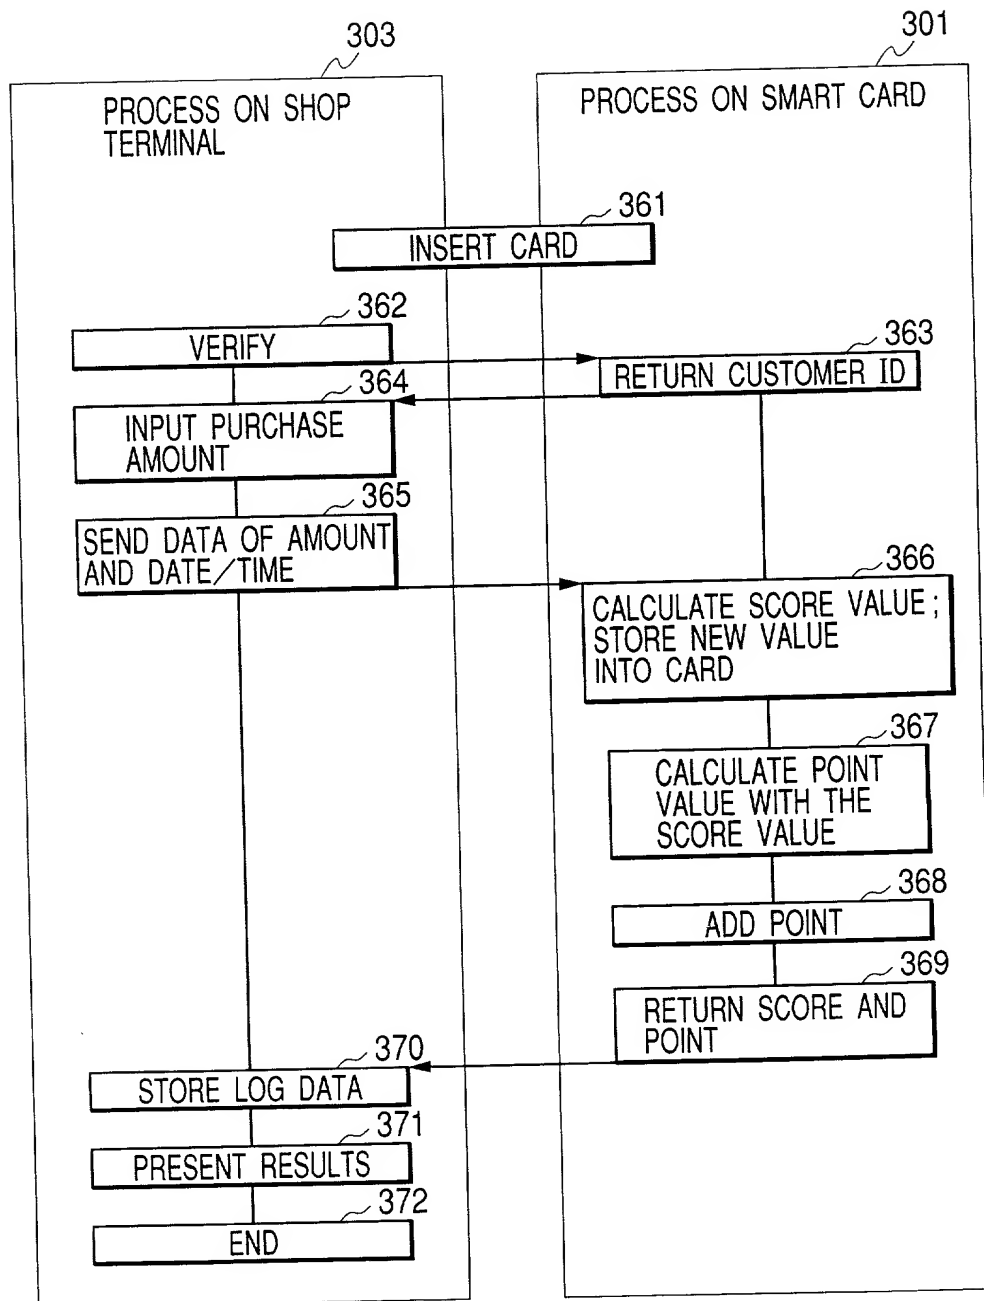 303
301
PROCESS ON SHOP
TERMINAL
PROCESS ON SMART CARD
361
INSERT CARD
362
VERIFY
363
RETURN CUSTOMER ID
364
INPUT PURCHASE
AMOUNT
365
SEND DATA OF AMOUNT
AND DATE/TIME
366
CALCULATE SCORE VALUE;
STORE NEW VALUE
INTO CARD
367
CALCULATE POINT
VALUE WITH THE
SCORE VALUE
368
ADD POINT
369
RETURN SCORE AND
POINT
370
STORE LOG DATA
371
PRESENT RESULTS
372
END